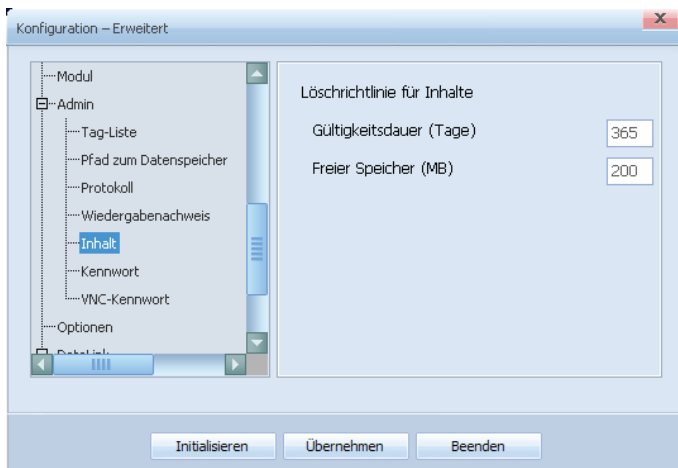 Konfiguration – Erweitert
x
Modul
Admin
Tag-Liste
Pfad zum Datenspeicher
Protokoll
Wiedergabenachweis
Inhalt
Kennwort
VNC-Kennwort
Optionen
DataLink
Löschrichtlinie für Inhalte
Gültigkeitsdauer (Tage) 365
Freier Speicher (MB) 200
Initialisieren Übernehmen Beenden